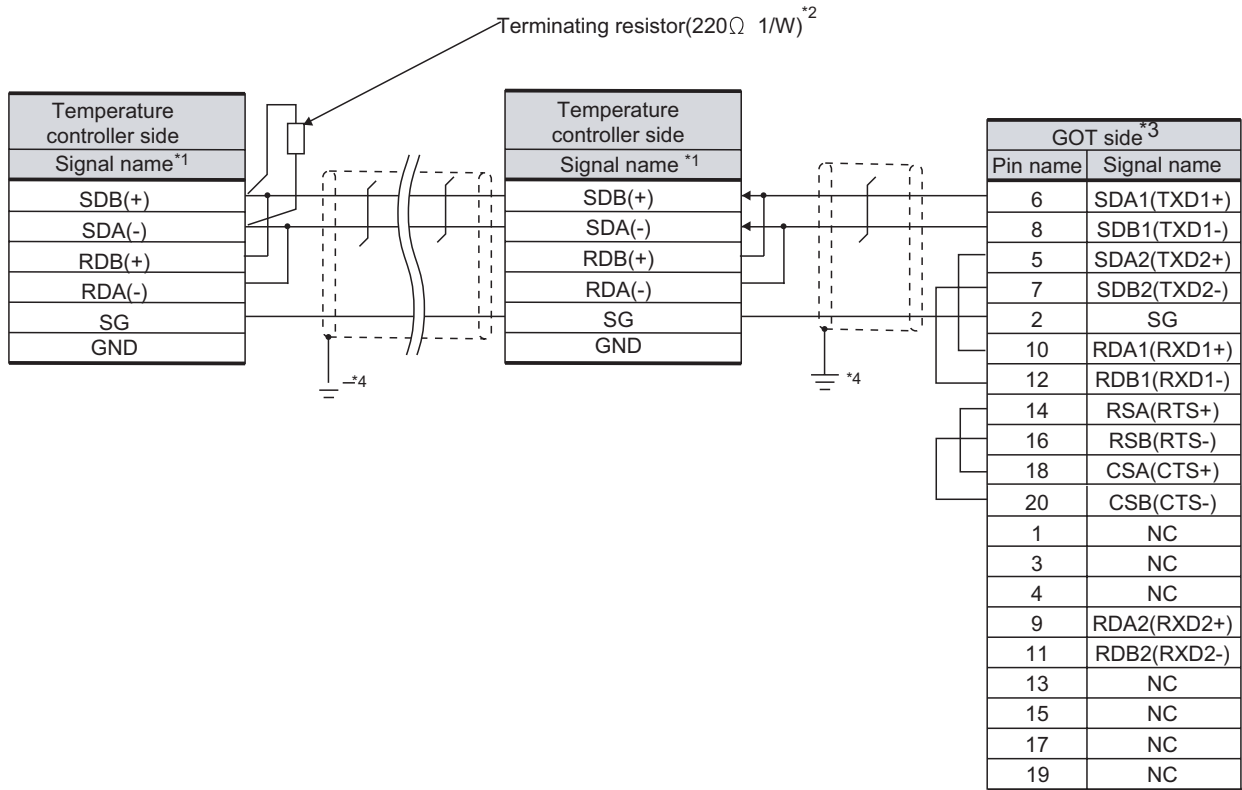 Terminating resistor(220Ω 1/W)*2
Temperature
controller side
Signal name*1
SDB(+)
SDA(-)
RDB(+)
RDA(-)
SG
GND
*4
Temperature
controller side
Signal name *1
SDB(+)
SDA(-)
RDB(+)
RDA(-)
SG
GND
*4
GOT side*3
Pin name Signal name
6 SDA1(TXD1+)
8 SDB1(TXD1-)
5 SDA2(TXD2+)
7 SDB2(TXD2-)
2 SG
10 RDA1(RXD1+)
12 RDB1(RXD1-)
14 RSA(RTS+)
16 RSB(RTS-)
18 CSA(CTS+)
20 CSB(CTS-)
1 NC
3 NC
4 NC
9 RDA2(RXD2+)
11 RDB2(RXD2-)
13 NC
15 NC
17 NC
19 NC